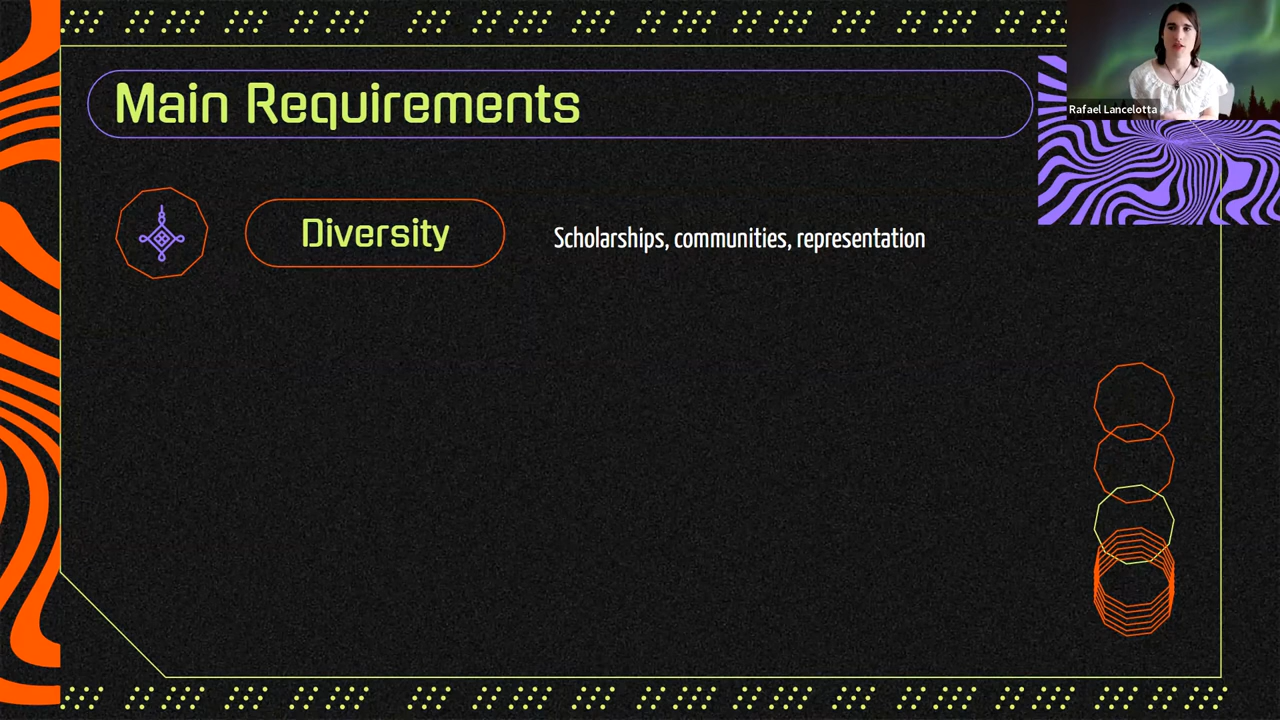 Main Requirements
Rafael Lancelotta
Diversity
Scholarships, communities, representation